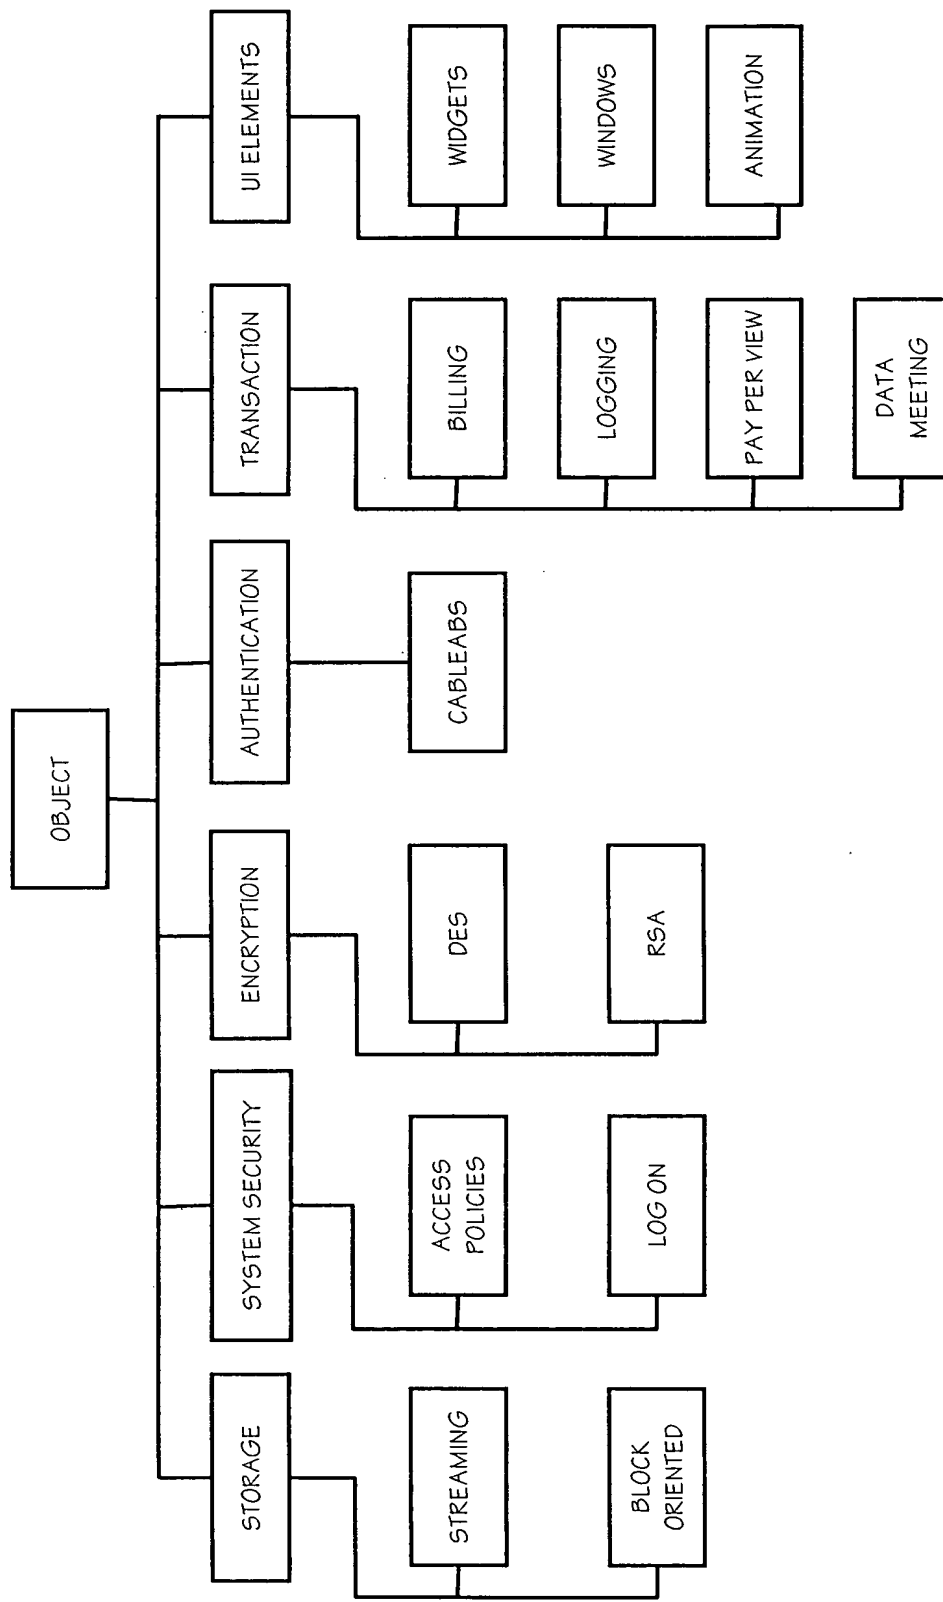 OBJECT
STORAGE
SYSTEM SECURITY
ENCRYPTION
AUTHENTICATION
TRANSACTION
UI ELEMENTS
STREAMING
ACCESS
POLICIES
DES
CABLEABS
BILLING
WIDGETS
BLOCK
ORIENTED
LOG ON
RSA
LOGGING
WINDOWS
PAY PER VIEW
ANIMATION
DATA
MEETING